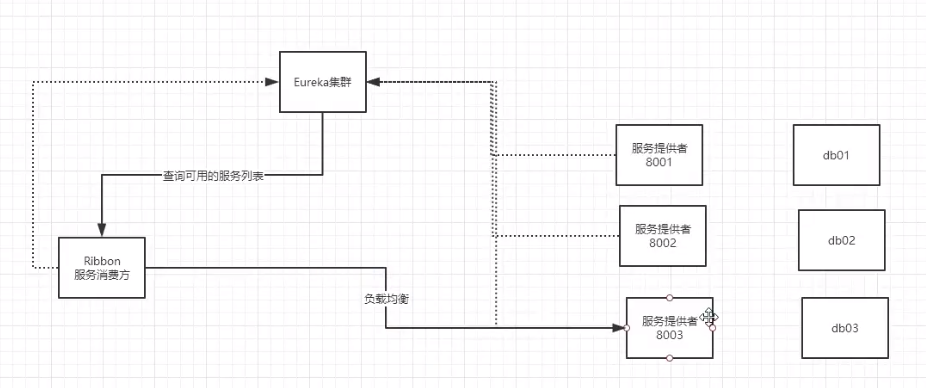 Eureka集群
服务提供者
8001
db01
查询可用的服务列表
服务提供者
8002
db02
Ribbon
服务消费方
负载均衡
服务提供者
8003
db03